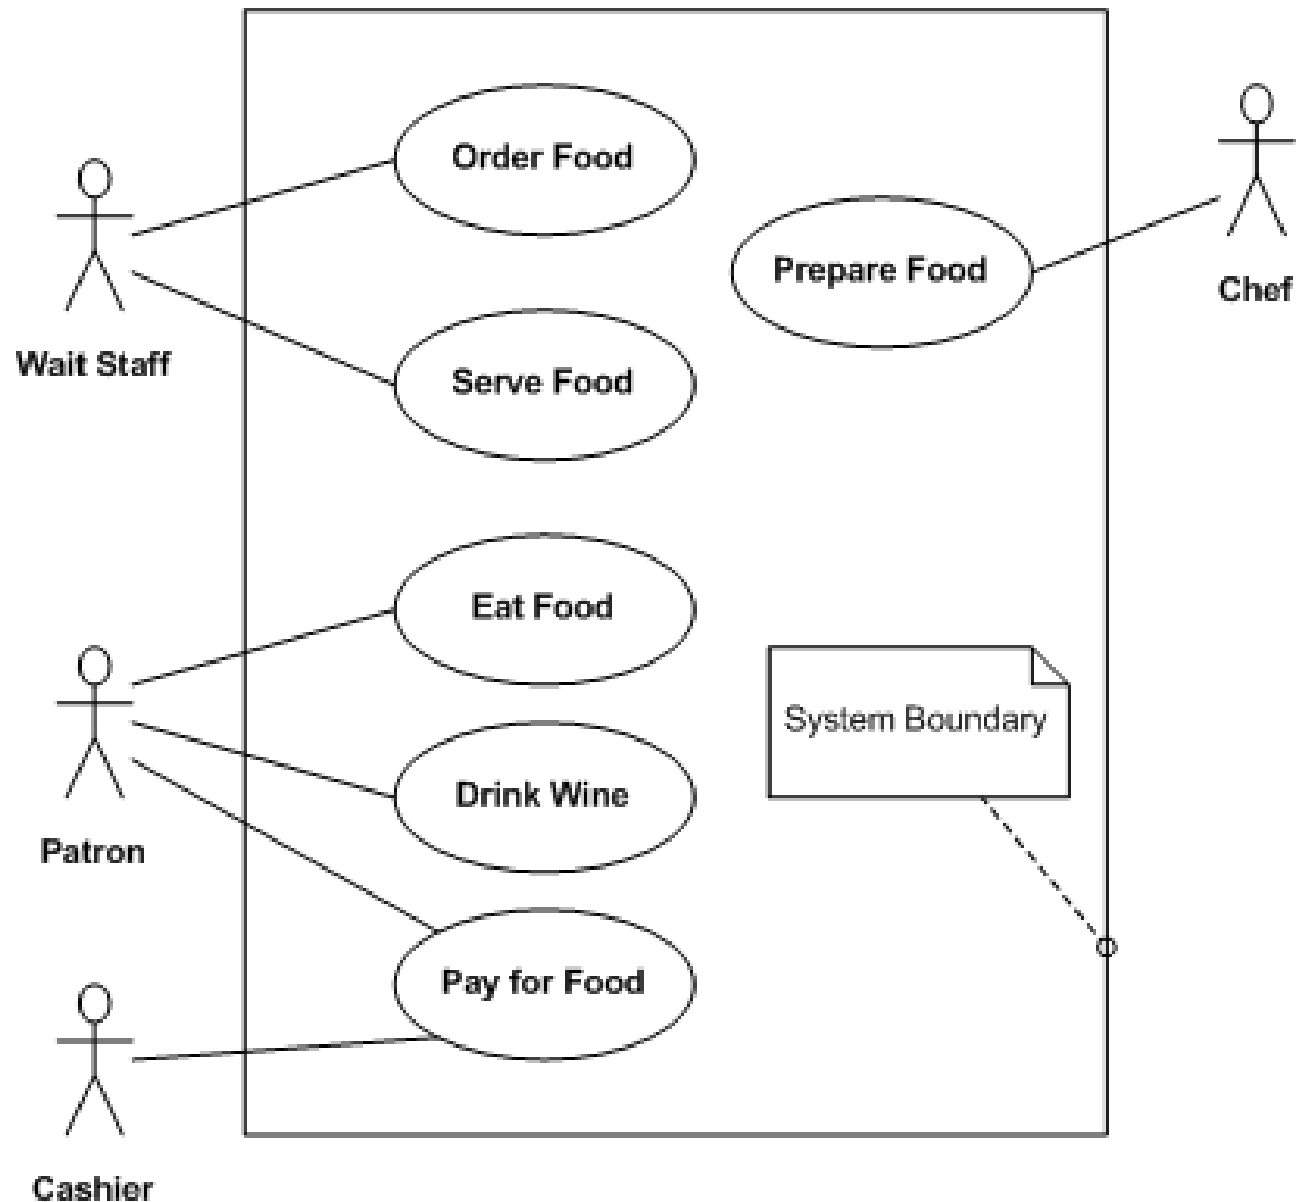 Order Food
Prepare Food
Chef
Wait Staff
Serve Food
Eat Food
System Boundary
Drink Wine
Patron
Pay for Food
Cashier